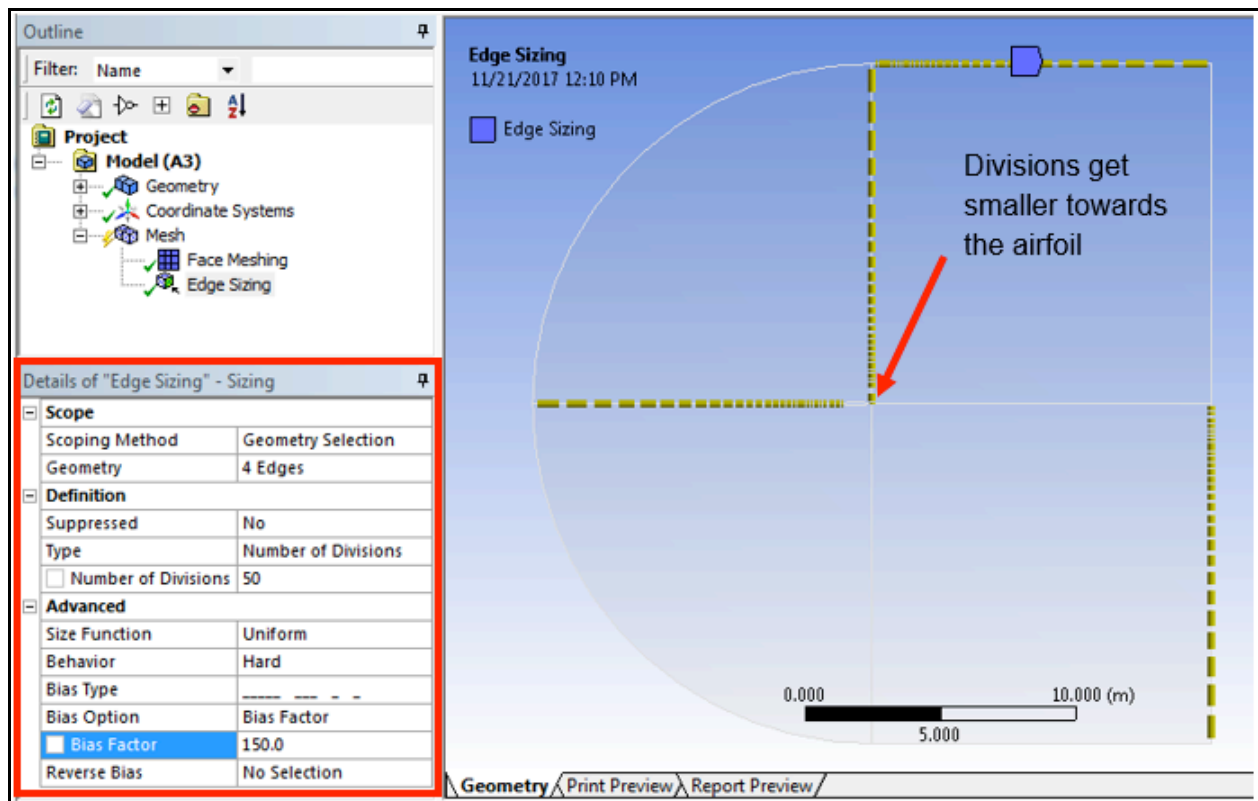 Outline
Filter: Name
Project
Model (A3)
Geometry
Coordinate Systems
Mesh
Face Meshing
Edge Sizing
Details of "Edge Sizing" - Sizing
Scope
Scoping Method Geometry Selection
Geometry 4 Edges
Definition
Suppressed No
Type Number of Divisions
Number of Divisions 50
Advanced
Size Function Uniform
Behavior Hard
Bias Type _____ ___ _ _
Bias Option Bias Factor
Bias Factor 150.0
Reverse Bias No Selection
Edge Sizing
11/21/2017 12:10 PM
Edge Sizing
Divisions get
smaller towards
the airfoil
0.000 10.000 (m)
5.000
Geometry Print Preview Report Preview